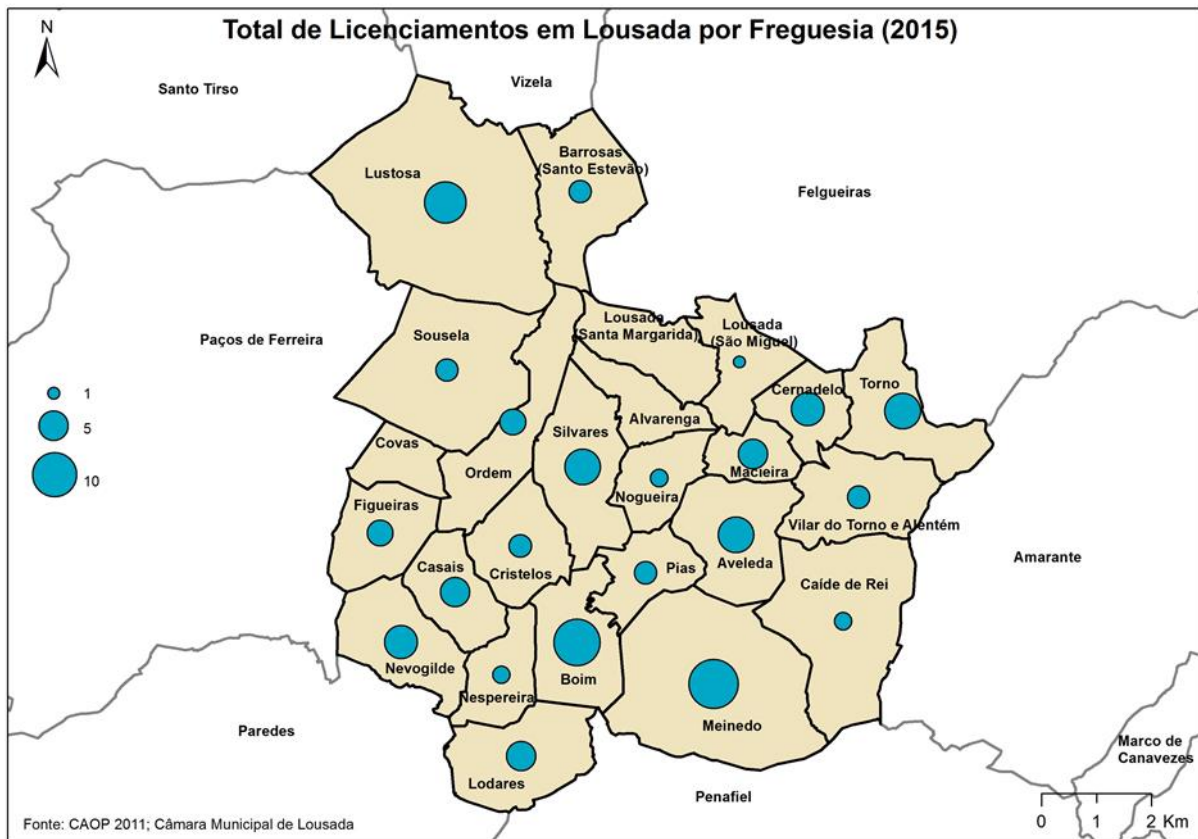 Total de Licenciamentos em Lousada por Freguesia (2015)
N
Vizela
Santo Tirso
Barrosas
(Santo Estevão)
Lustosa
Felgueiras
Lousada
(Santa Margarida)
Lousada
(São Miguel)
Sousela
Paços de Ferreira
Cernadelo
Torno
1
5
10
Alvarenga
Silvares
Covas
Ordem
Macieira
Nogueira
Figueiras
Vilar do Torno e Alentém
Aveleda
Amarante
Casais
Cristelos
Pias
Caíde de Rei
Nevogilde
Nespereira
Boim
Meinedo
Paredes
Lodares
Penafiel
Marco de
Canavezes
0 1 2 Km
Fonte: CAOP 2011; Câmara Municipal de Lousada